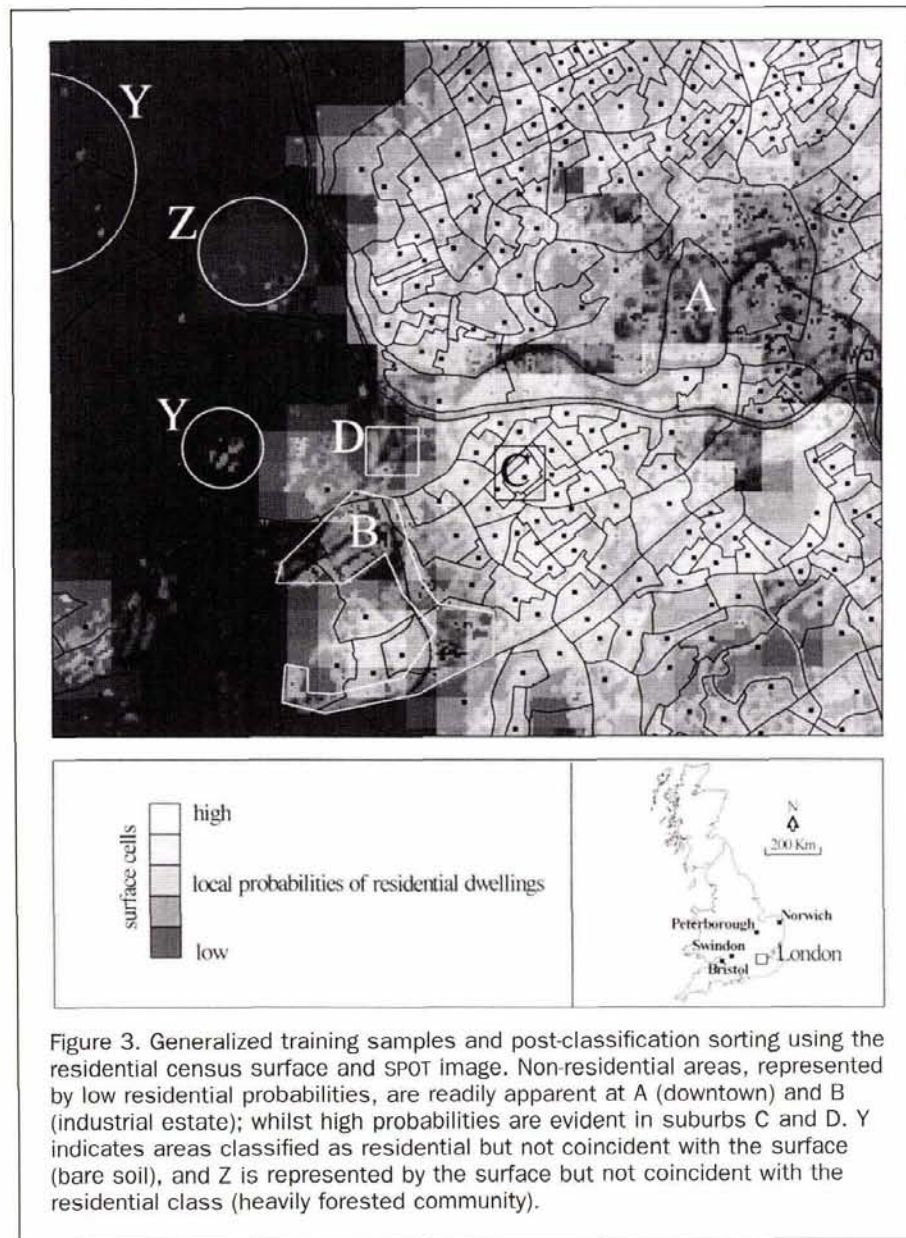 Y
Z
A
Y
D
C
B
surface cells
high
local probabilities of residential dwellings
low
N
200 Km
Peterborough
Norwich
Swindon
London
Bristol
Figure 3. Generalized training samples and post-classification sorting using the
residential census surface and SPOT image. Non-residential areas, represented
by low residential probabilities, are readily apparent at A (downtown) and B
(industrial estate); whilst high probabilities are evident in suburbs C and D. Y
indicates areas classified as residential but not coincident with the surface
(bare soil), and Z is represented by the surface but not coincident with the
residential class (heavily forested community).